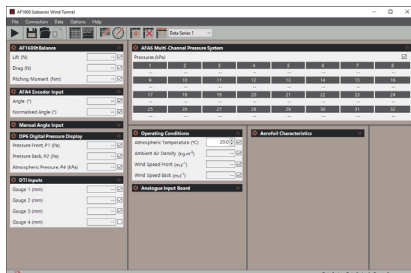 AF1600 Subsonic Wind Tunnel
File Connection Data Options Help
Data Series 1
AF1600t Balance
Lift (N) --
Drag (N) --
Pitching Moment (Nm) --
AFA4 Encoder Input
Angle (°) --
Normalised Angle (°) --
Manual Angle Input
DP6 Digital Pressure Display
Pressure Front, P1 (Pa) --
Pressure Back, P2 (Pa) --
Atmospheric Pressure, P4 (kPa) --
DTI Inputs
Gauge 1 (mm) --
Gauge 2 (mm) --
Gauge 3 (mm) --
Gauge 4 (mm) --
AFA6 Multi-Channel Pressure System
Pressures (kPa)
1 2 3 4 5 6 7 8
-- -- -- -- -- -- -- --
9 10 11 12 13 14 15 16
-- -- -- -- -- -- -- --
17 18 19 20 21 22 23 24
-- -- -- -- -- -- -- --
25 26 27 28 29 30 31 32
-- -- -- -- -- -- -- --
Operating Conditions
Atmospheric Temperature (°C) 20.0
Ambient Air Density (kg.m⁻³) --
Wind Speed Front (m.s⁻¹) --
Wind Speed Back (m.s⁻¹) --
Analogue Input Board
Aerofoil Characteristics